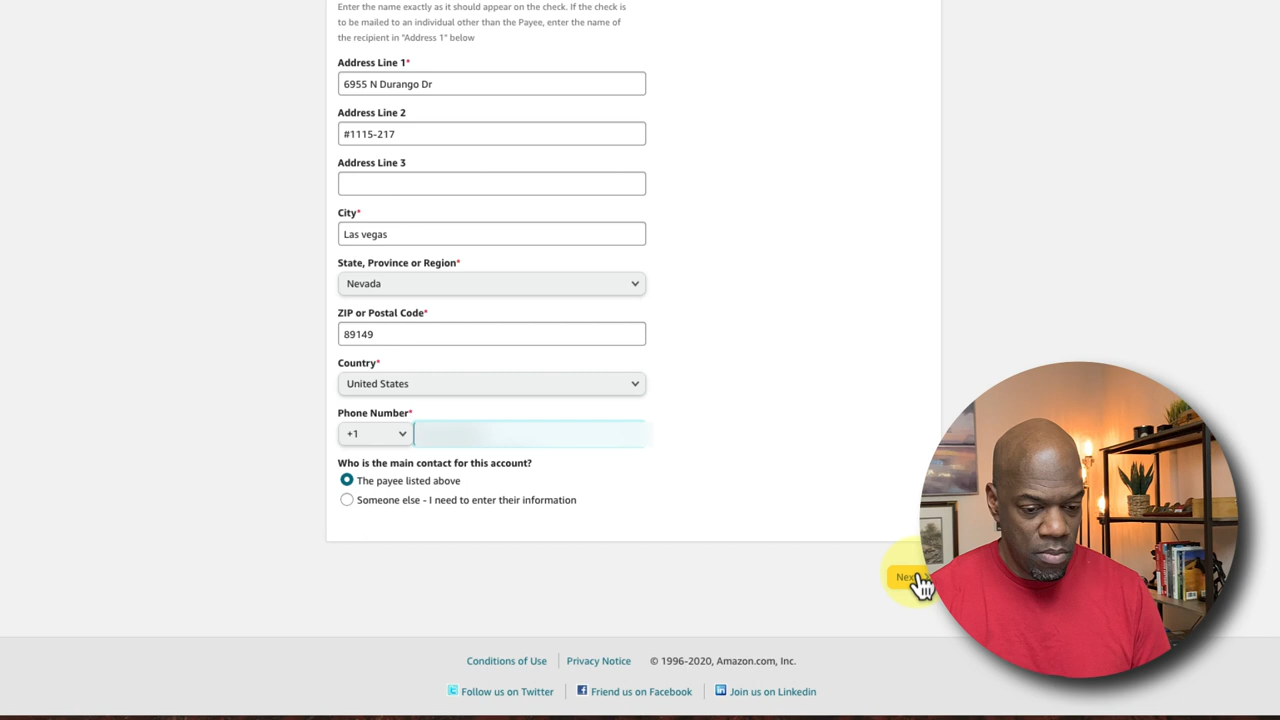 Enter the name exactly as it should appear on the check. If the check is
to be mailed to an individual other than the Payee, enter the name of
the recipient in "Address 1" below
Address Line 1*
6955 N Durango Dr
Address Line 2
#1115-217
Address Line 3
City*
Las vegas
State, Province or Region*
Nevada
ZIP or Postal Code*
89149
Country*
United States
Phone Number*
+1
Who is the main contact for this account?
The payee listed above
Someone else - I need to enter their information
Conditions of Use
Privacy Notice
© 1996-2020, Amazon.com, Inc.
Follow us on Twitter
Friend us on Facebook
Join us on Linkedin